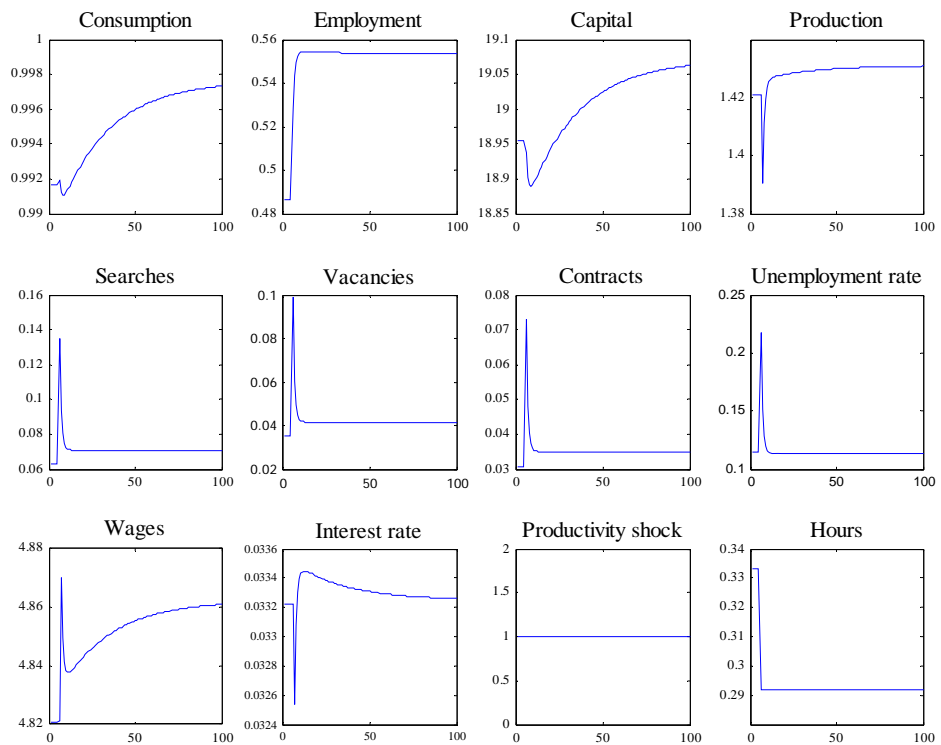 Consumption Employment Capital Production
1 0.56 19.1
0.998 0.54 19.05 1.42
0.996 0.52 19 1.4
0.994 0.5 18.95
0.992 18.9
0.99 0.48 18.85 1.38
0 50 100 0 50 100 0 50 100 0 50 100
Searches Vacancies Contracts Unemployment rate
0.16 0.1 0.08 0.25
0.14 0.08 0.07 0.2
0.12 0.06 0.06
0.1 0.05 0.15
0.08 0.04 0.04
0.06 0.02 0.03 0.1
0 50 100 0 50 100 0 50 100 0 50 100
Wages Interest rate Productivity shock Hours
4.88 0.0336 2 0.34
4.86 0.0334 0.0332 0.033 0.0328 1.5 0.33 0.32
4.84 0.0326 1 0.31 0.3
4.82 0.0324 0.5 0 0.29
0 50 100 0 50 100 0 50 100 0 50 100